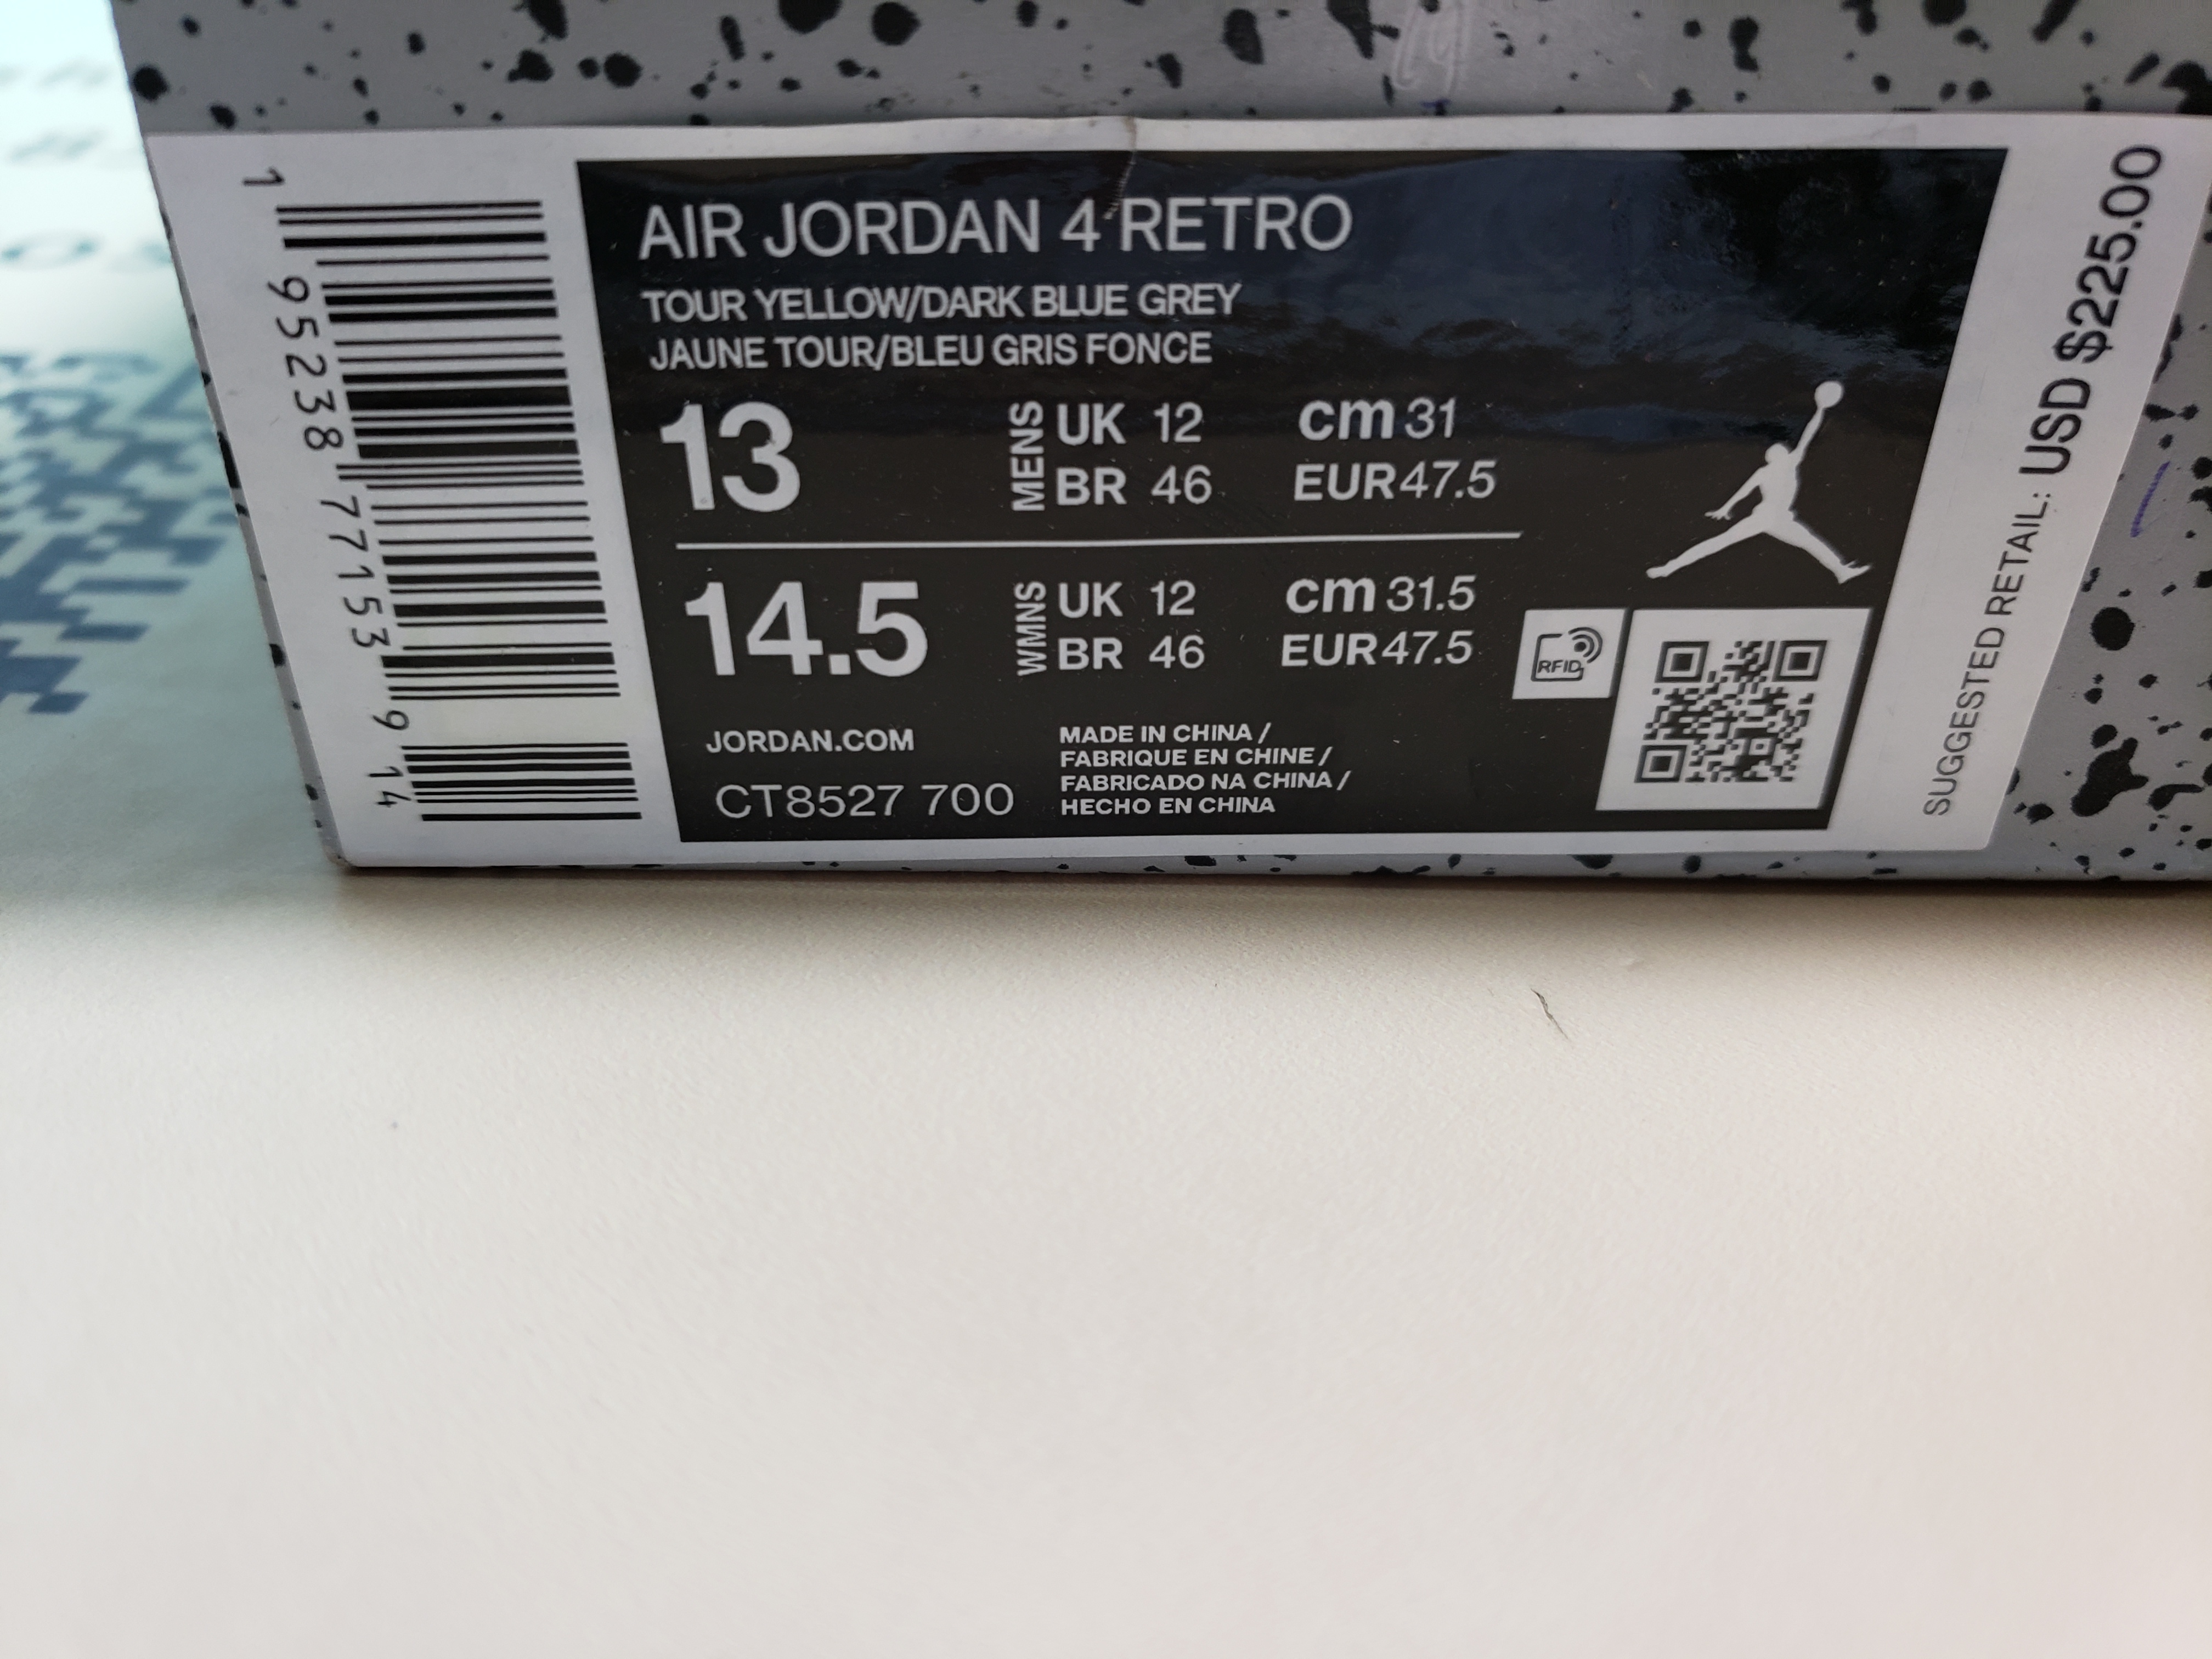 AIR JORDAN 4 RETRO
TOUR YELLOW/DARK BLUE GREY
JAUNE TOUR/BLEU GRIS FONCE
13 MENS UK 12 cm 31
BR 46 EUR 47.5
14.5 WMNS UK 12 cm 31.5
BR 46 EUR 47.5
RFID
JORDAN.COM
CT8527 700
MADE IN CHINA /
FABRIQUE EN CHINE /
FABRICADO NA CHINA /
HECHO EN CHINA
1 95238 77153 9 14
SUGGESTED RETAIL: USD $225.00